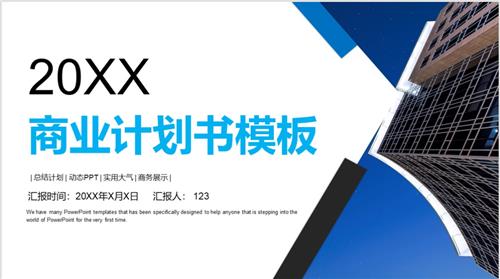 20XX
商业计划书模板
| 总结计划 | 动态PPT | 实用大气 | 商务展示 |
汇报时间：20XX年X月X日 汇报人： 123
We have many PowerPoint templates that has been specifically designed to help anyone that is stepping into the
world of PowerPoint for the very first time.